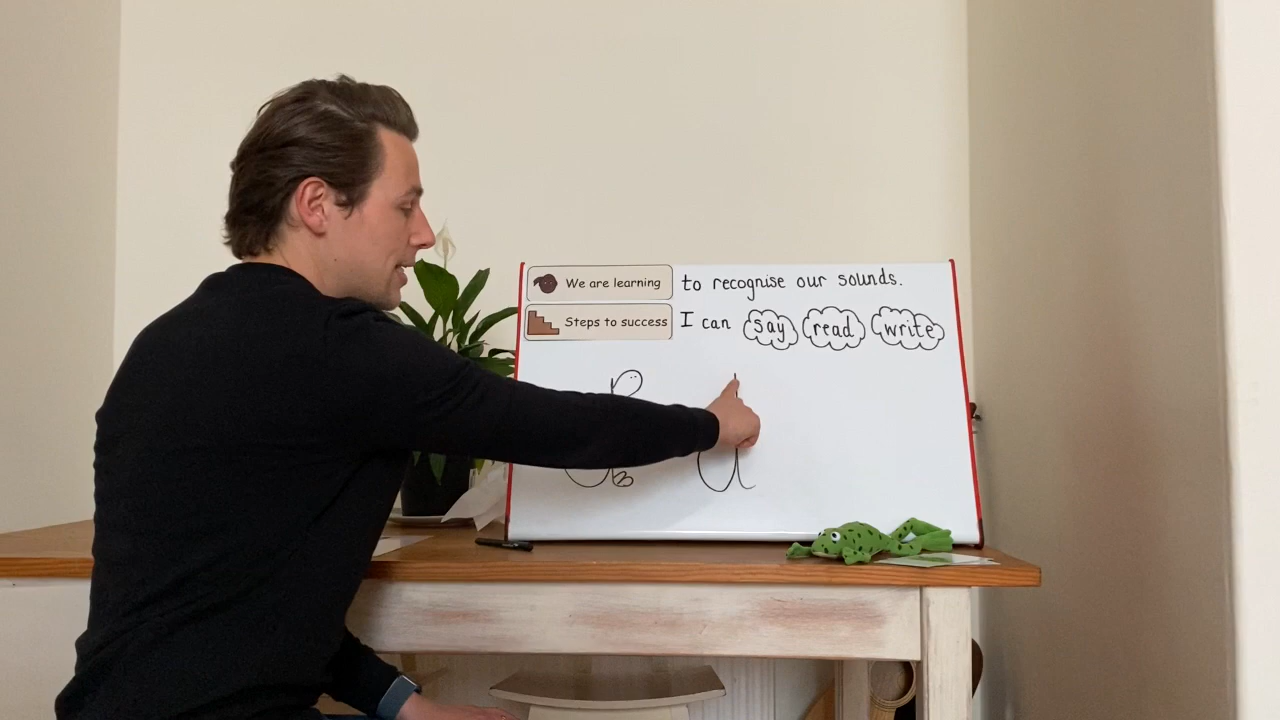 We are learning to recognise our sounds.
Steps to success I can say read write
d